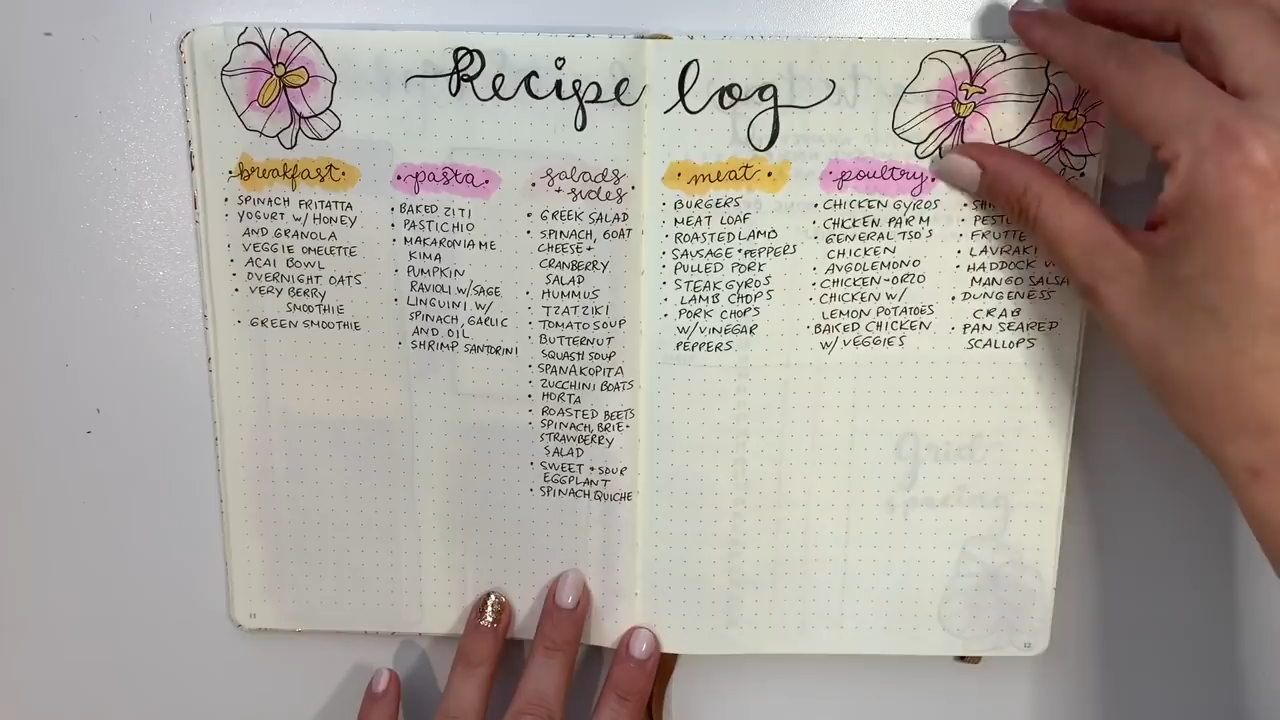 Recipe log
breakfast
SPINACH FRITATTA
YOGURT W/ HONEY
AND GRANOLA
VEGGIE OMELETTE
ACAI BOWL
OVERNIGHT OATS
VERY BERRY
SMOOTHIE
GREEN SMOOTHIE
pasta
BAKED ZITI
PASTICHIO
MAKARONIA ME
KIMA
PUMPKIN
RAVIOLI W/SAGE
LINGUINI W/
SPINACH, GARLIC
AND OIL
SHRIMP SANTORINI
salads
+ sides
GREEK SALAD
SPINACH, GOAT
CHEESE +
CRANBERRY
SALAD
HUMMUS
TZATZIKI
TOMATO SOUP
BUTTERNUT
SQUASH SOUP
SPANAKOPITA
ZUCCHINI BOATS
HORTA
ROASTED BEETS
SPINACH, BRIE +
STRAWBERRY
SALAD
SWEET + SOUR
EGGPLANT
SPINACH QUICHE
11
meat
BURGERS
MEAT LOAF
ROASTED LAMB
SAUSAGE + PEPPERS
PULLED PORK
STEAK GYROS
LAMB CHOPS
PORK CHOPS
W/VINEGAR
PEPPERS
poultry
CHICKEN GYROS
CHICKEN PARM
GENERAL TSO'S
CHICKEN
AVGOLEMONO
CHICKEN-ORZO
CHICKEN W/
LEMON POTATOES
BAKED CHICKEN
W/ VEGGIES
FRUTTE
LAVRAKI
HADDOCK
MANGO SALSA
DUNGENESS
CRAB
PAN SEARED
SCALLOPS
12